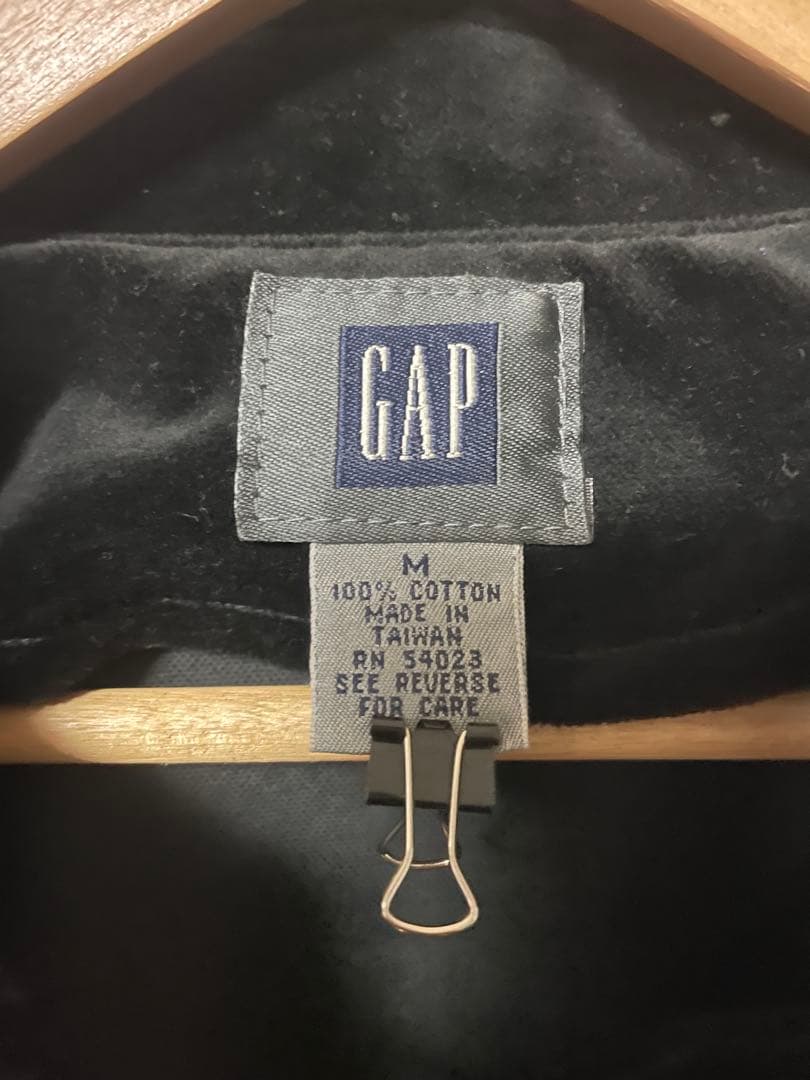 GAP
M
100% COTTON
MADE IN
TAIWAN
RN 54023
SEE REVERSE
FOR CARE